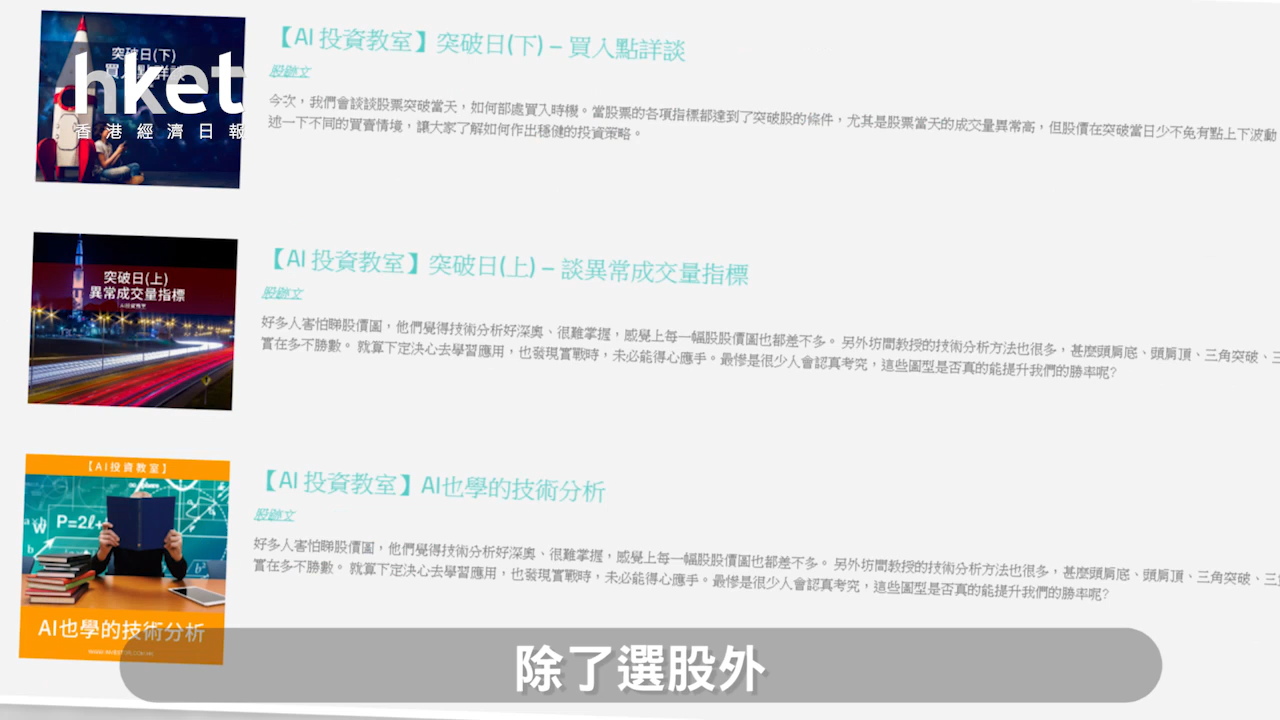 突破日(下)
hket
香港經濟日報
【AI 投資教室】突破日(下) – 買入點詳談
股聽文
今次，我們會談談股票突破當天，如何部處買入時機。當股票的各項指標都達到了突破股的條件，尤其是股票當天的成交量異常高，但股價在突破當日少不免有點上下波動
述一下不同的買賣情境，讓大家了解如何作出穩健的投資策略。
突破日(上)
異常成交量指標
【AI 投資教室】突破日(上) – 談異常成交量指標
好多人害怕睇股價圖，他們覺得技術分析好深奧、很難掌握，感覺上每一幅股股價圖也都差不多。 另外坊間教授的技術分析方法也很多，甚麼頭肩底、頭肩頂、三角突破、三
實在多不勝數。 就算下定決心去學習應用，也發現實戰時，未必能得心應手。最慘是很少人會認真考究，這些圖型是否真的能提升我們的勝率呢?
【AI投資教室】
P=2ℓ+
AI也學的技術分析
【AI 投資教室】AI也學的技術分析
好多人害怕睇股價圖，他們覺得技術分析好深奧、很難掌握，感覺上每一幅股股價圖也都差不多。 另外坊間教授的技術分析方法也很多，甚麼頭肩底、頭肩頂、三角突破、三
實在多不勝數。 就算下定決心去學習應用，也發現實戰時，未必能得心應手。最慘是很少人會認真考究，這些圖型是否真的能提升我們的勝率呢?
除了選股外